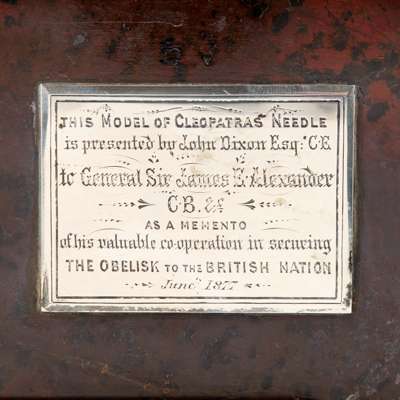 THIS MODEL OF CLEOPATRAS NEEDLE
is presented by John Dixon Esq: C.E
to General Sir James E. Alexander
C.B. &c
AS A MEMENTO
of his valuable co-operation in securing
THE OBELISK TO THE BRITISH NATION
June 1877